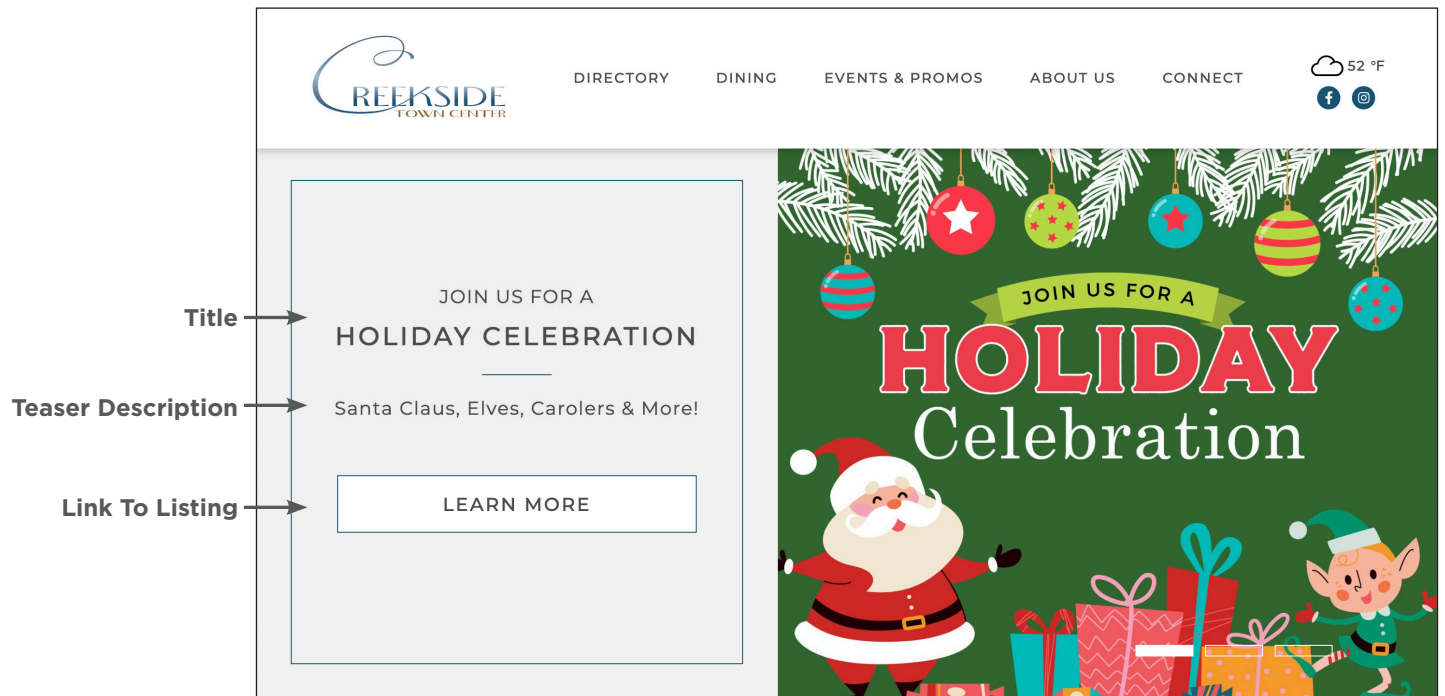 CREEKSIDE
TOWN CENTER
DIRECTORY
DINING
EVENTS & PROMOS
ABOUT US
CONNECT
52 °F
Title
JOIN US FOR A
HOLIDAY CELEBRATION
Teaser Description
Santa Claus, Elves, Carolers & More!
Link To Listing
LEARN MORE
JOIN US FOR A
HOLIDAY
Celebration